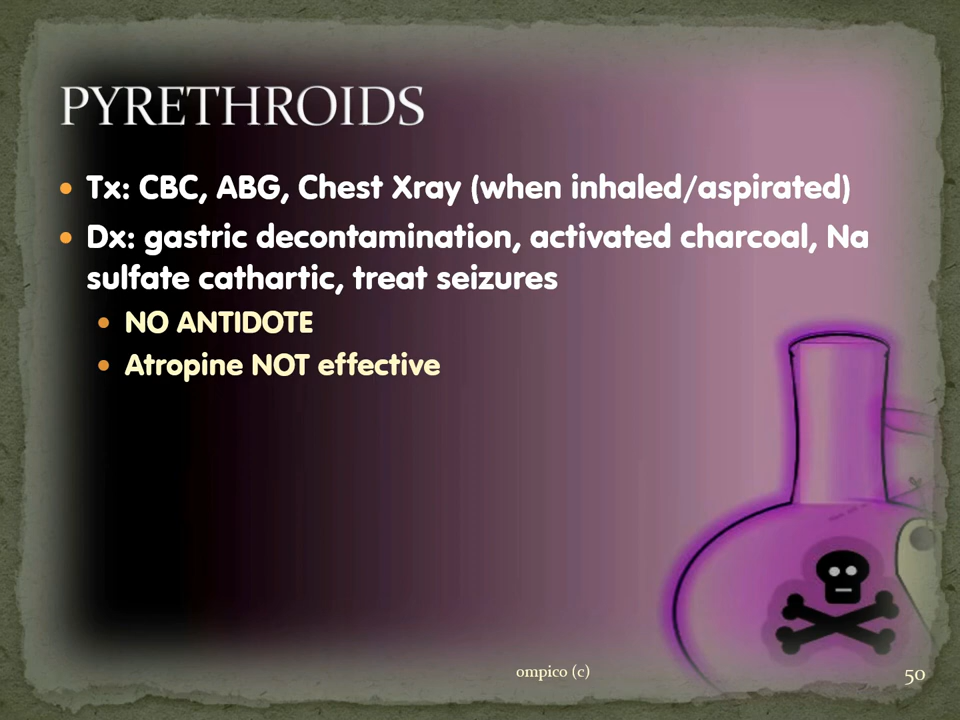 PYRETHROIDS
• Tx: CBC, ABG, Chest Xray (when inhaled/aspirated)
• Dx: gastric decontamination, activated charcoal, Na
sulfate cathartic, treat seizures
• NO ANTIDOTE
• Atropine NOT effective
ompico (c)
50